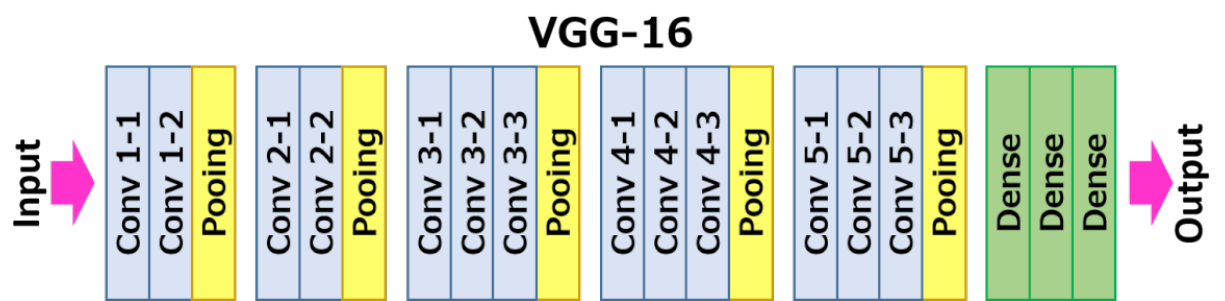 VGG-16
Input
Conv 1-1
Conv 1-2
Pooing
Conv 2-1
Conv 2-2
Pooing
Conv 3-1
Conv 3-2
Conv 3-3
Pooing
Conv 4-1
Conv 4-2
Conv 4-3
Pooing
Conv 5-1
Conv 5-2
Conv 5-3
Pooing
Dense
Dense
Dense
Output